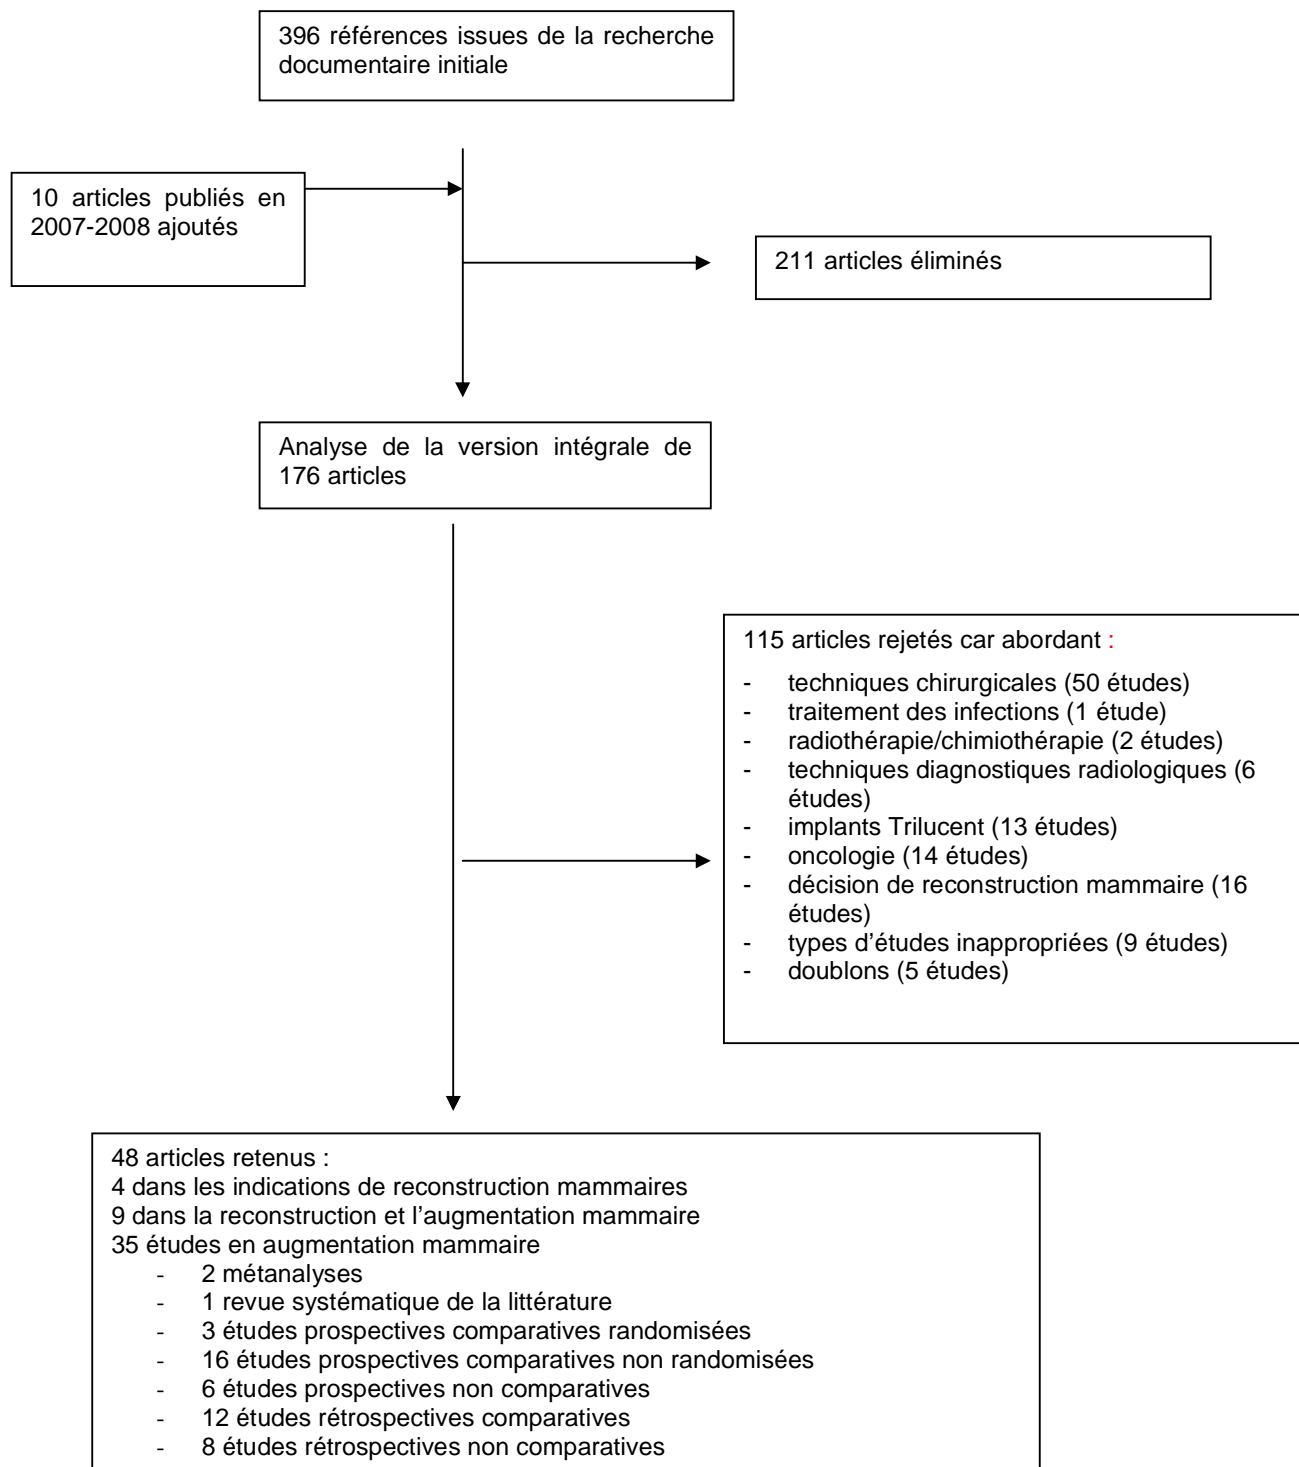 396 références issues de la recherche
documentaire initiale
10 articles publiés en
2007-2008 ajoutés
211 articles éliminés
Analyse de la version intégrale de
176 articles
115 articles rejetés car abordant :
- techniques chirurgicales (50 études)
- traitement des infections (1 étude)
- radiothérapie/chimiothérapie (2 études)
- techniques diagnostiques radiologiques (6
études)
- implants Trilucent (13 études)
- oncologie (14 études)
- décision de reconstruction mammaire (16
études)
- types d’études inappropriées (9 études)
- doublons (5 études)
48 articles retenus :
4 dans les indications de reconstruction mammaires
9 dans la reconstruction et l’augmentation mammaire
35 études en augmentation mammaire
- 2 métanalyses
- 1 revue systématique de la littérature
- 3 études prospectives comparatives randomisées
- 16 études prospectives comparatives non randomisées
- 6 études prospectives non comparatives
- 12 études rétrospectives comparatives
- 8 études rétrospectives non comparatives